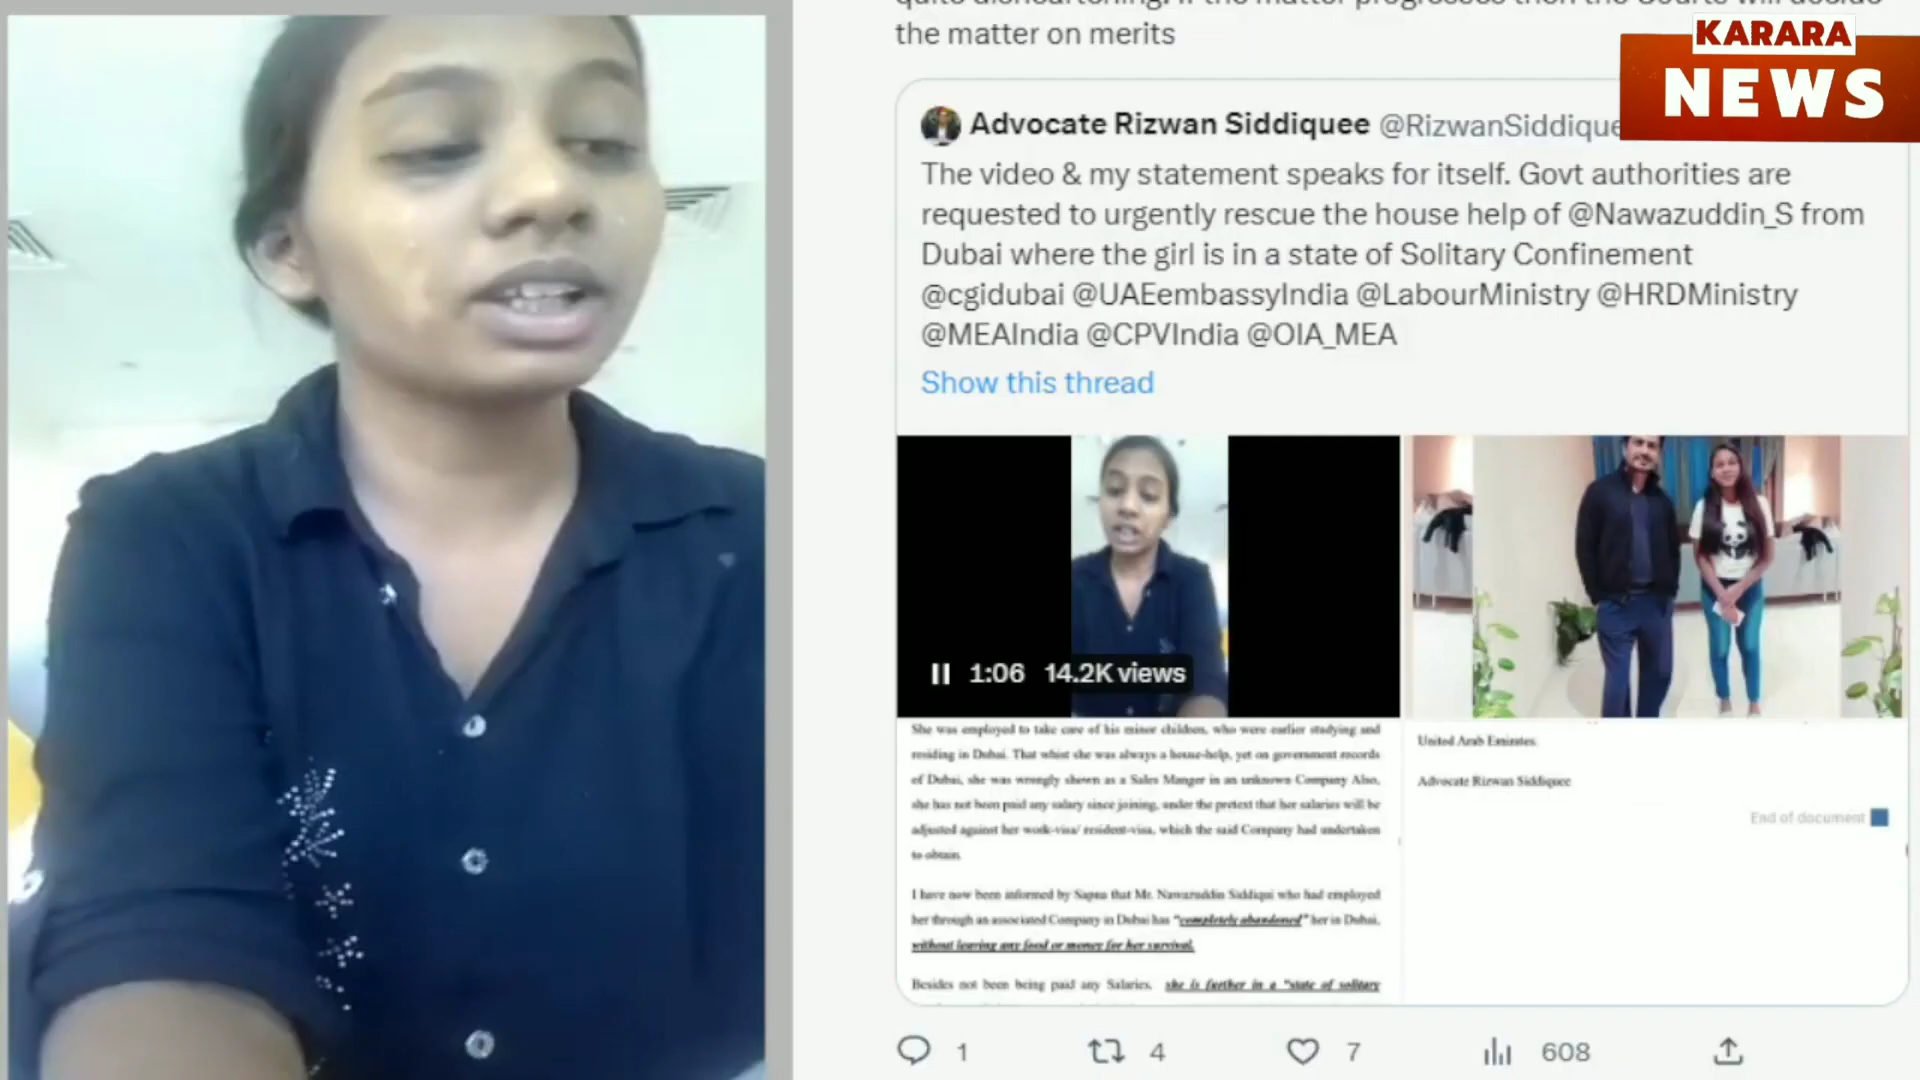 the matter on merits
KARARA
NEWS
Advocate Rizwan Siddiquee @RizwanSiddique
The video & my statement speaks for itself. Govt authorities are
requested to urgently rescue the house help of @Nawazuddin_S from
Dubai where the girl is in a state of Solitary Confinement
@cgidubai @UAEembassyIndia @LabourMinistry @HRDMinistry
@MEAIndia @CPVIndia @OIA_MEA
Show this thread
1:06 14.2K views
She was employed to take care of his minor children, who were earlier studying and
residing in Dubai. That whist she was always a house-help, yet on government records
of Dubai, she was wrongly shown as a Sales Manger in an unknown Company Also,
she has not been paid any salary since joining, under the pretext that her salaries will be
adjusted against her work-visa/ resident-visa, which the said Company had undertaken
to obtain.
I have now been informed by Sapna that Mr. Nawazuddin Siddiqui who had employed
her through an associated Company in Dubai has "completely abandoned" her in Dubai,
without leaving any food or money for her survival.
Besides not been being paid any Salaries, she is further in a "state of solitary
United Arab Emirates.
Advocate Rizwan Siddiquee
End of document
1 4 7 608